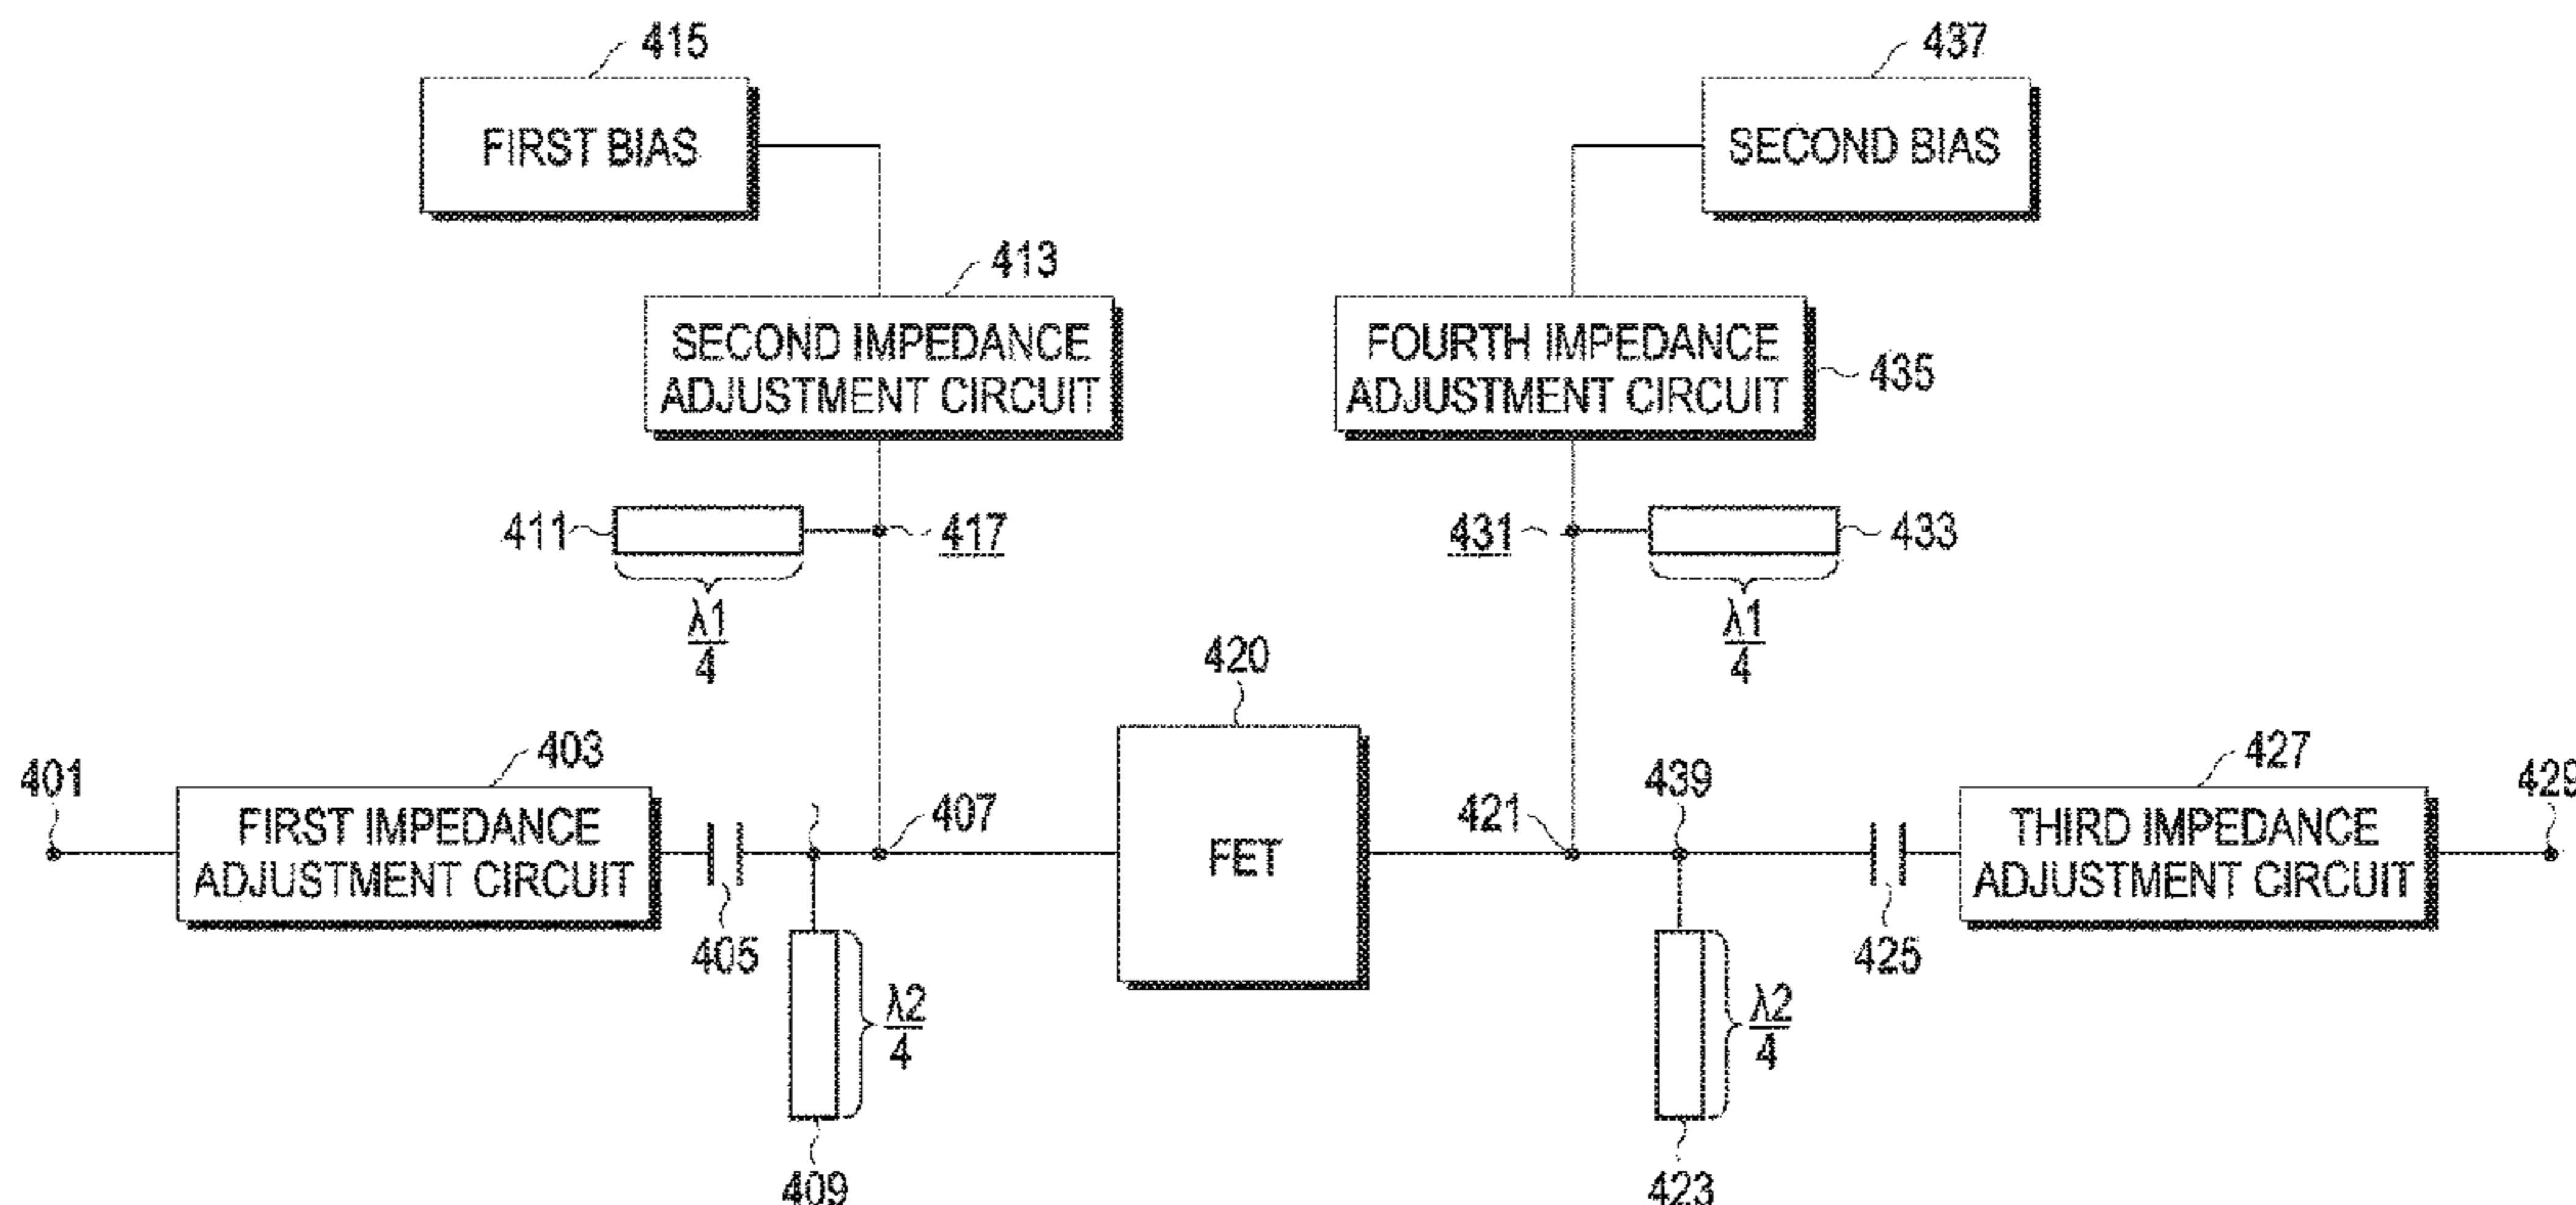 415
437
FIRST BIAS
SECOND BIAS
413
SECOND IMPEDANCE
ADJUSTMENT CIRCUIT
FOURTH IMPEDANCE
ADJUSTMENT CIRCUIT
435
411
417
431
433
λ1
4
λ1
4
420
401
403
FIRST IMPEDANCE
ADJUSTMENT CIRCUIT
405
407
FET
421
439
425
427
THIRD IMPEDANCE
ADJUSTMENT CIRCUIT
429
λ2
4
λ2
4
409
423